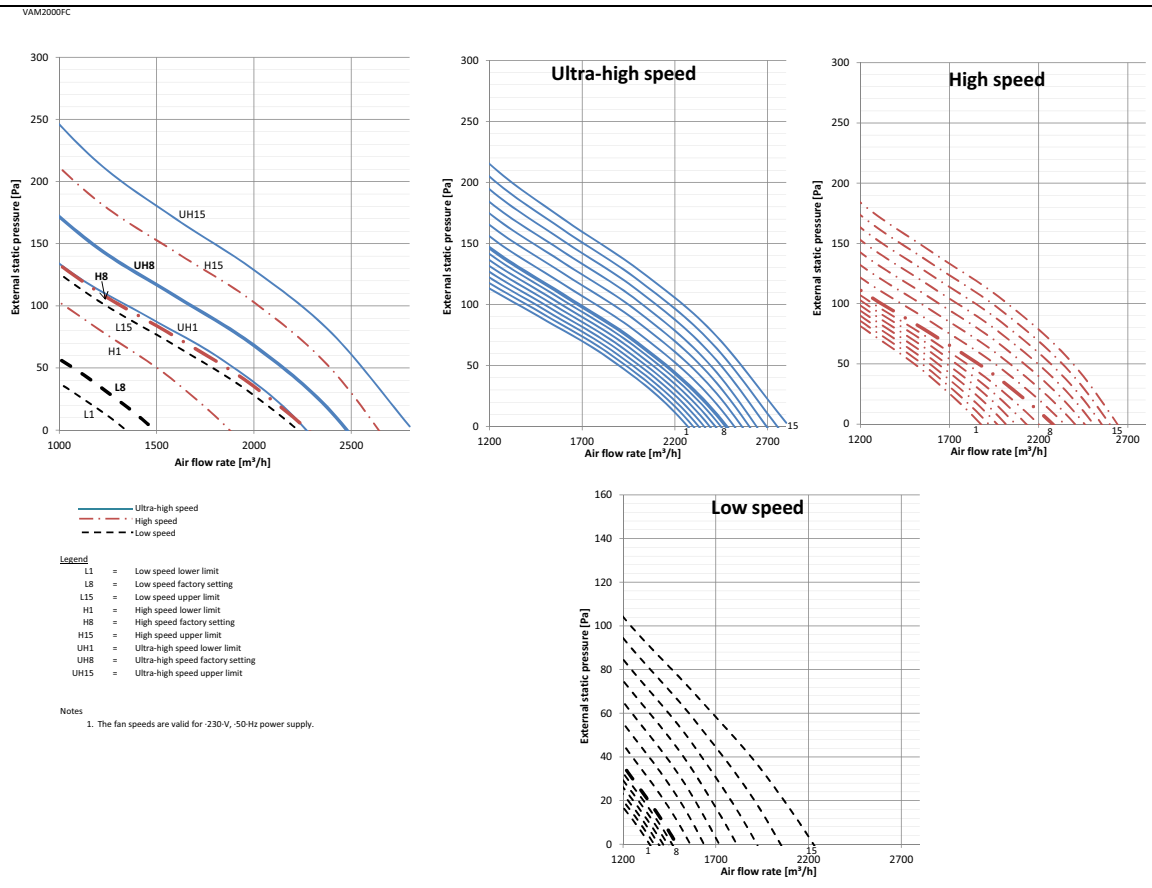 VAM2000FC
300
250
200
150
100
50
0
1000
1500
2000
2500
External static pressure [Pa]
Air flow rate [m³/h]
UH15
H15
UH8
H8
UH1
L15
H1
L8
L1
Ultra-high speed
300
250
200
150
100
50
0
1200
1700
2200
2700
1
8
15
External static pressure [Pa]
Air flow rate [m³/h]
High speed
300
250
200
150
100
50
0
1200
1700
2200
2700
1
8
15
External static pressure [Pa]
Air flow rate [m³/h]
Ultra-high speed
High speed
Low speed
Legend
L1 = Low speed lower limit
L8 = Low speed factory setting
L15 = Low speed upper limit
H1 = High speed lower limit
H8 = High speed factory setting
H15 = High speed upper limit
UH1 = Ultra-high speed lower limit
UH8 = Ultra-high speed factory setting
UH15 = Ultra-high speed upper limit
Notes
1. The fan speeds are valid for -230-V, -50-Hz power supply.
Low speed
160
140
120
100
80
60
40
20
0
1200
1700
2200
2700
1
8
15
External static pressure [Pa]
Air flow rate [m³/h]